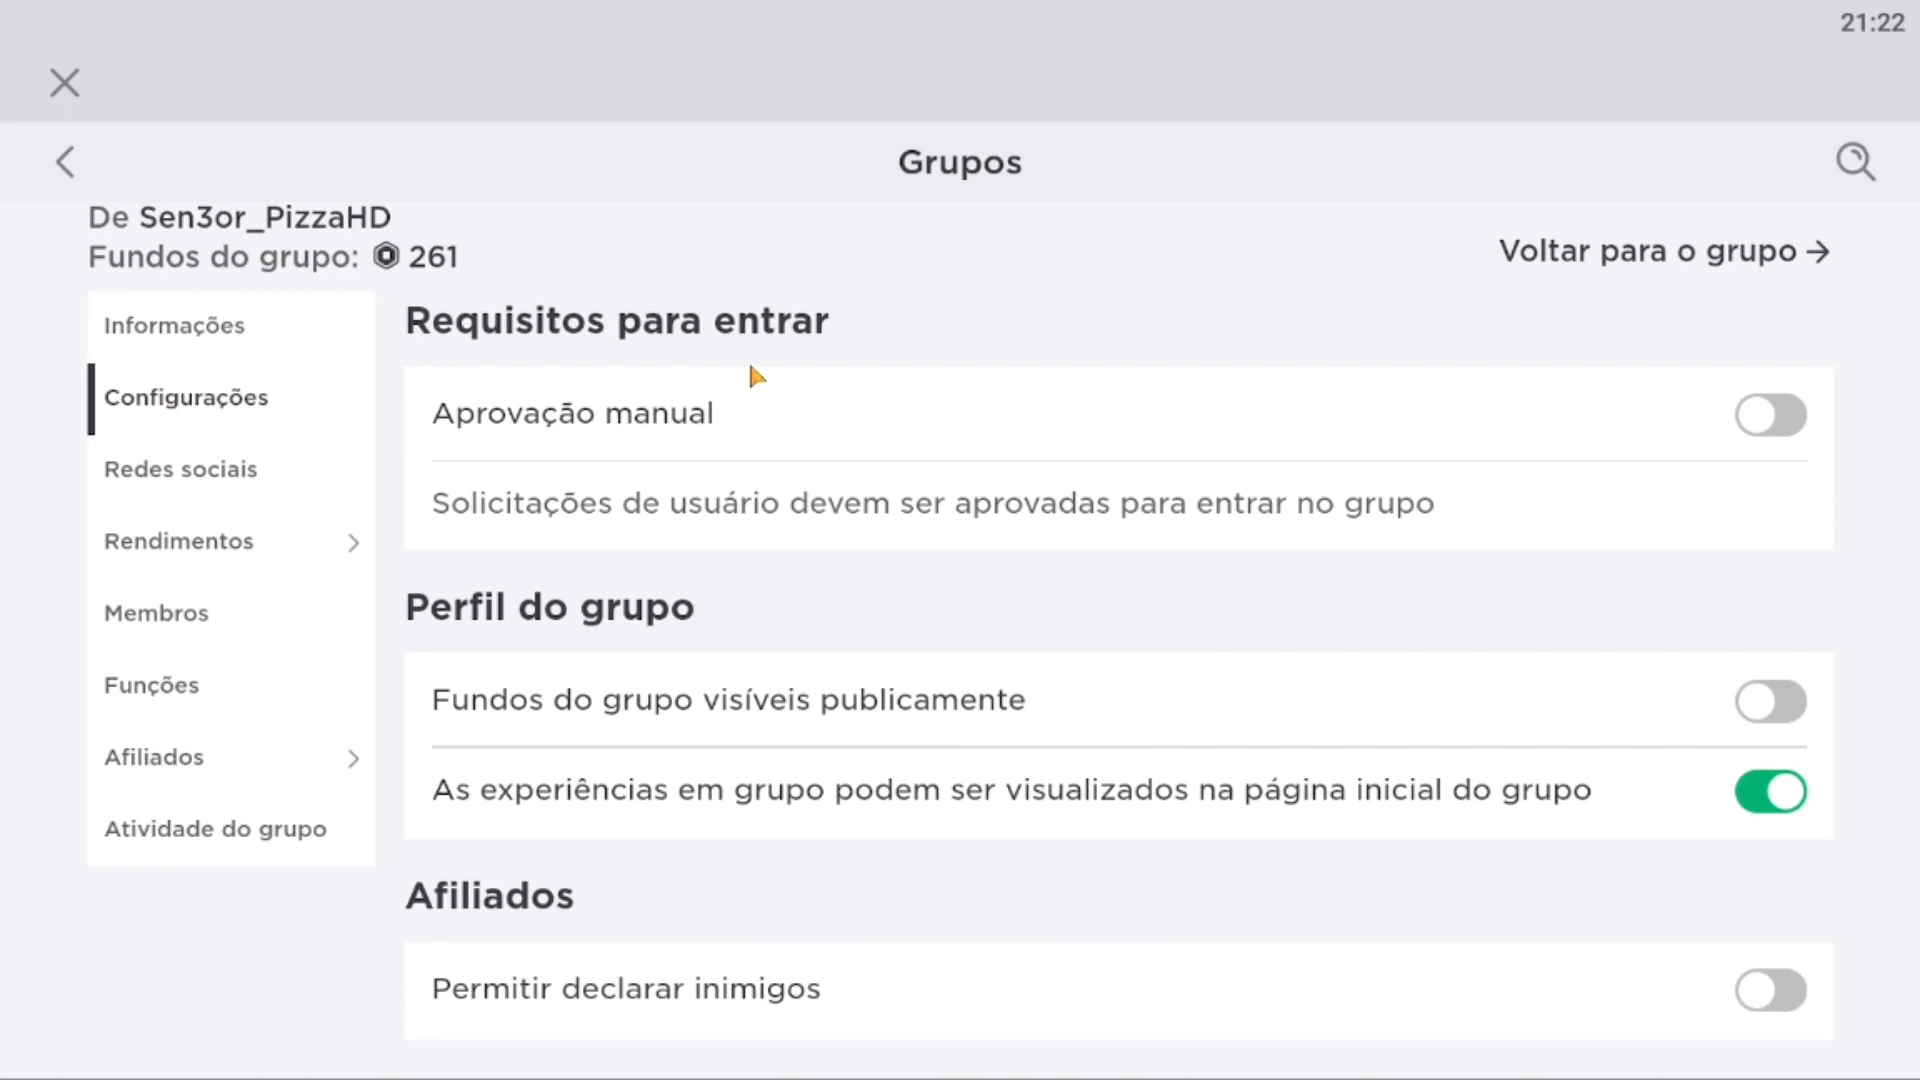 21:22
Grupos
De Sen3or_PizzaHD
Fundos do grupo: 261
Voltar para o grupo →
Informações
Configurações
Redes sociais
Rendimentos
Membros
Funções
Afiliados
Atividade do grupo
Requisitos para entrar
Aprovação manual
Solicitações de usuário devem ser aprovadas para entrar no grupo
Perfil do grupo
Fundos do grupo visíveis publicamente
As experiências em grupo podem ser visualizados na página inicial do grupo
Afiliados
Permitir declarar inimigos